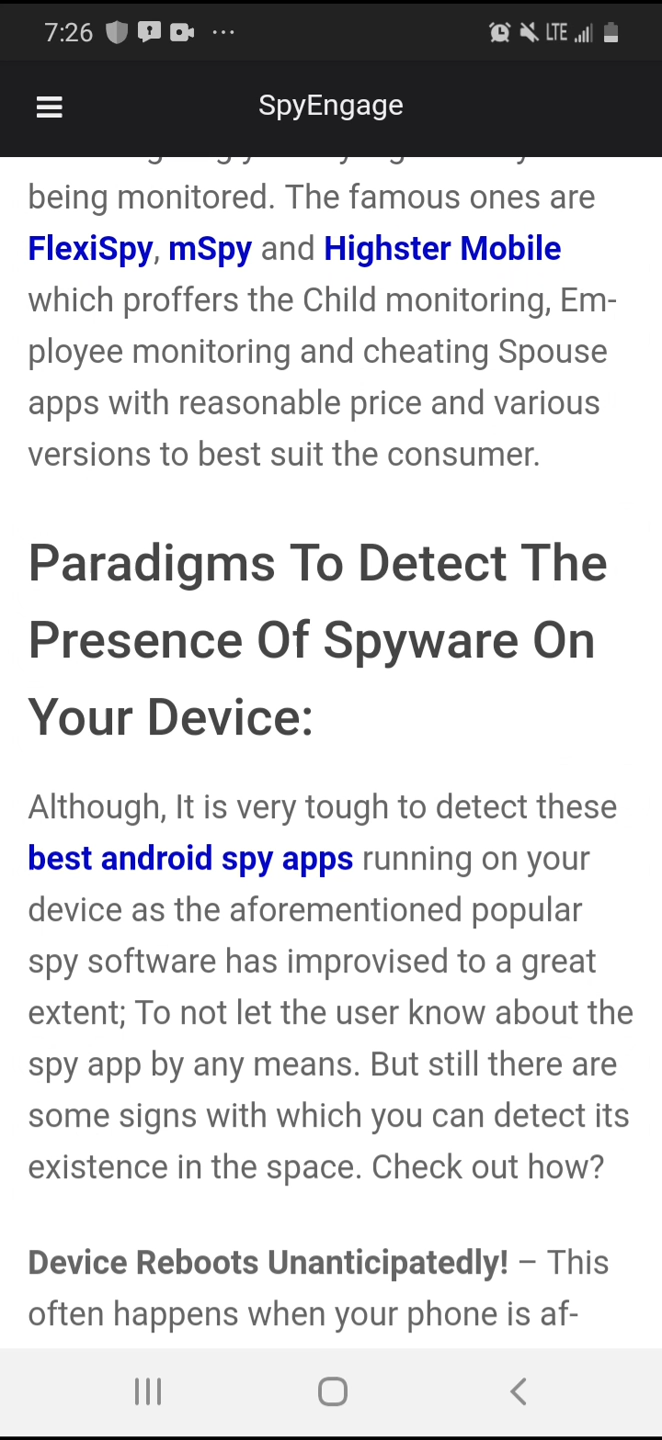 7:26
LTE
SpyEngage
being monitored. The famous ones are
FlexiSpy, mSpy and Highster Mobile
which proffers the Child monitoring, Em-
ployee monitoring and cheating Spouse
apps with reasonable price and various
versions to best suit the consumer.
Paradigms To Detect The
Presence Of Spyware On
Your Device:
Although, It is very tough to detect these
best android spy apps running on your
device as the aforementioned popular
spy software has improvised to a great
extent; To not let the user know about the
spy app by any means. But still there are
some signs with which you can detect its
existence in the space. Check out how?
Device Reboots Unanticipatedly! – This
often happens when your phone is af-